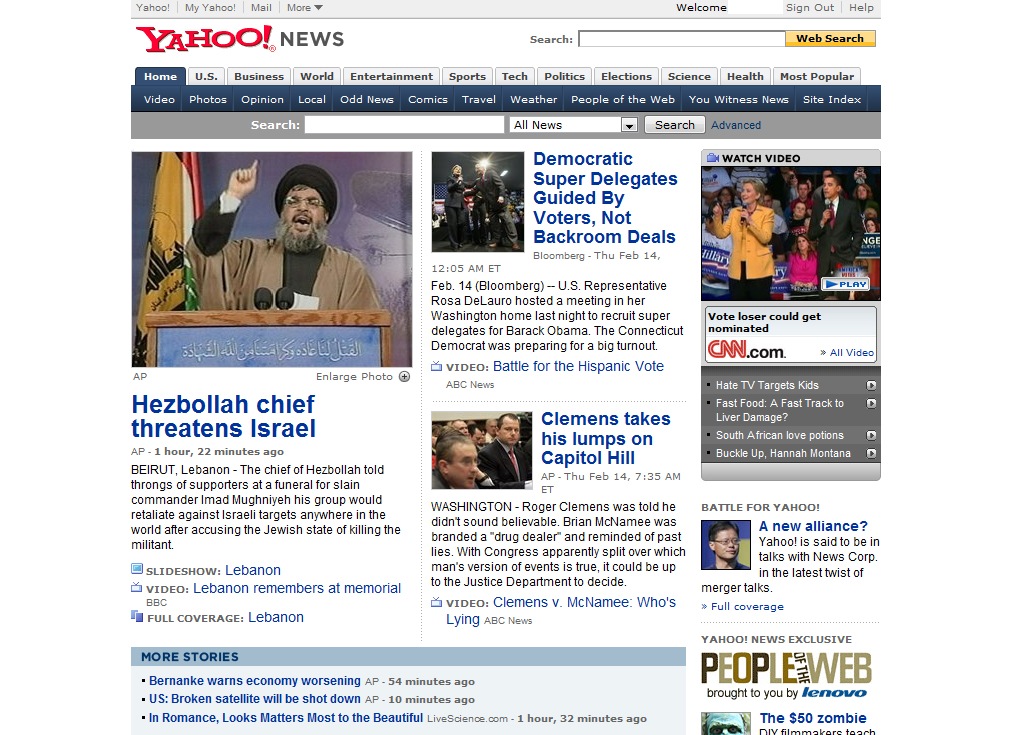 Yahoo! My Yahoo! Mail More Welcome Sign Out Help
YAHOO! NEWS
Search: Web Search
Home U.S. Business World Entertainment Sports Tech Politics Elections Science Health Most Popular
Video Photos Opinion Local Odd News Comics Travel Weather People of the Web You Witness News Site Index
Search: All News Search Advanced
AP Enlarge Photo
Hezbollah chief
threatens Israel
AP - 1 hour, 22 minutes ago
BEIRUT, Lebanon - The chief of Hezbollah told
throngs of supporters at a funeral for slain
commander Imad Mughniyeh his group would
retaliate against Israeli targets anywhere in the
world after accusing the Jewish state of killing the
militant.
SLIDESHOW: Lebanon
VIDEO: Lebanon remembers at memorial
BBC
FULL COVERAGE: Lebanon
Democratic
Super Delegates
Guided By
Voters, Not
Backroom Deals
Bloomberg - Thu Feb 14,
12:05 AM ET
Feb. 14 (Bloomberg) -- U.S. Representative
Rosa DeLauro hosted a meeting in her
Washington home last night to recruit super
delegates for Barack Obama. The Connecticut
Democrat was preparing for a big turnout.
VIDEO: Battle for the Hispanic Vote
ABC News
Clemens takes
his lumps on
Capitol Hill
AP - Thu Feb 14, 7:35 AM
ET
WASHINGTON - Roger Clemens was told he
didn't sound believable. Brian McNamee was
branded a "drug dealer" and reminded of past
lies. With Congress apparently split over which
man's version of events is true, it could be up
to the Justice Department to decide.
VIDEO: Clemens v. McNamee: Who's
Lying ABC News
MORE STORIES
Bernanke warns economy worsening AP - 54 minutes ago
US: Broken satellite will be shot down AP - 10 minutes ago
In Romance, Looks Matters Most to the Beautiful LiveScience.com - 1 hour, 32 minutes ago
WATCH VIDEO
PLAY
Vote loser could get
nominated
CNN.com. » All Video
Hate TV Targets Kids
Fast Food: A Fast Track to
Liver Damage?
South African love potions
Buckle Up, Hannah Montana
BATTLE FOR YAHOO!
A new alliance?
Yahoo! is said to be in
talks with News Corp.
in the latest twist of
merger talks.
» Full coverage
YAHOO! NEWS EXCLUSIVE
PEOPLE OF THE WEB
brought to you by lenovo
The $50 zombie
DIY filmmakers teach